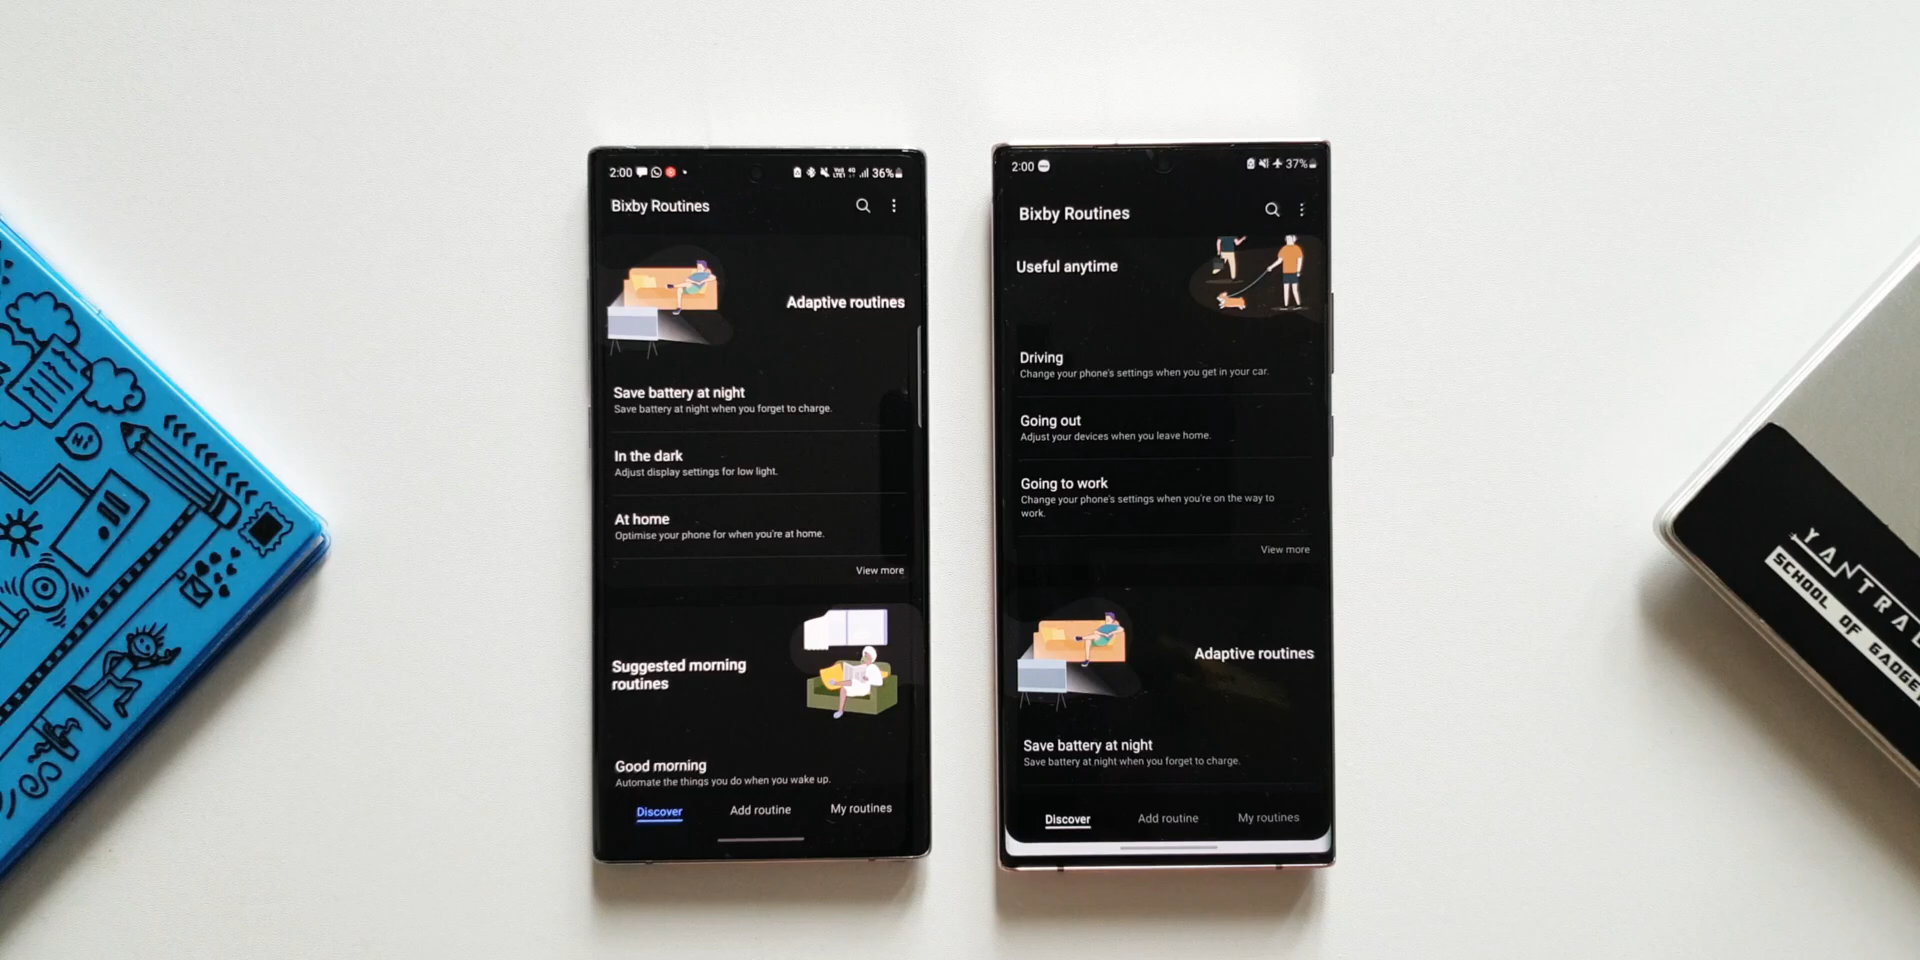 Hi
2:00
VoLTE1 4G
36%
Bixby Routines
Adaptive routines
Save battery at night
Save battery at night when you forget to charge.
In the dark
Adjust display settings for low light.
At home
Optimise your phone for when you're at home.
View more
Suggested morning
routines
Good morning
Automate the things you do when you wake up.
Discover
Add routine
My routines
2:00
37%
Bixby Routines
Useful anytime
Driving
Change your phone's settings when you get in your car.
Going out
Adjust your devices when you leave home.
Going to work
Change your phone's settings when you're on the way to
work.
View more
Adaptive routines
Save battery at night
Save battery at night when you forget to charge.
Discover
Add routine
My routines
SCHOOL OF